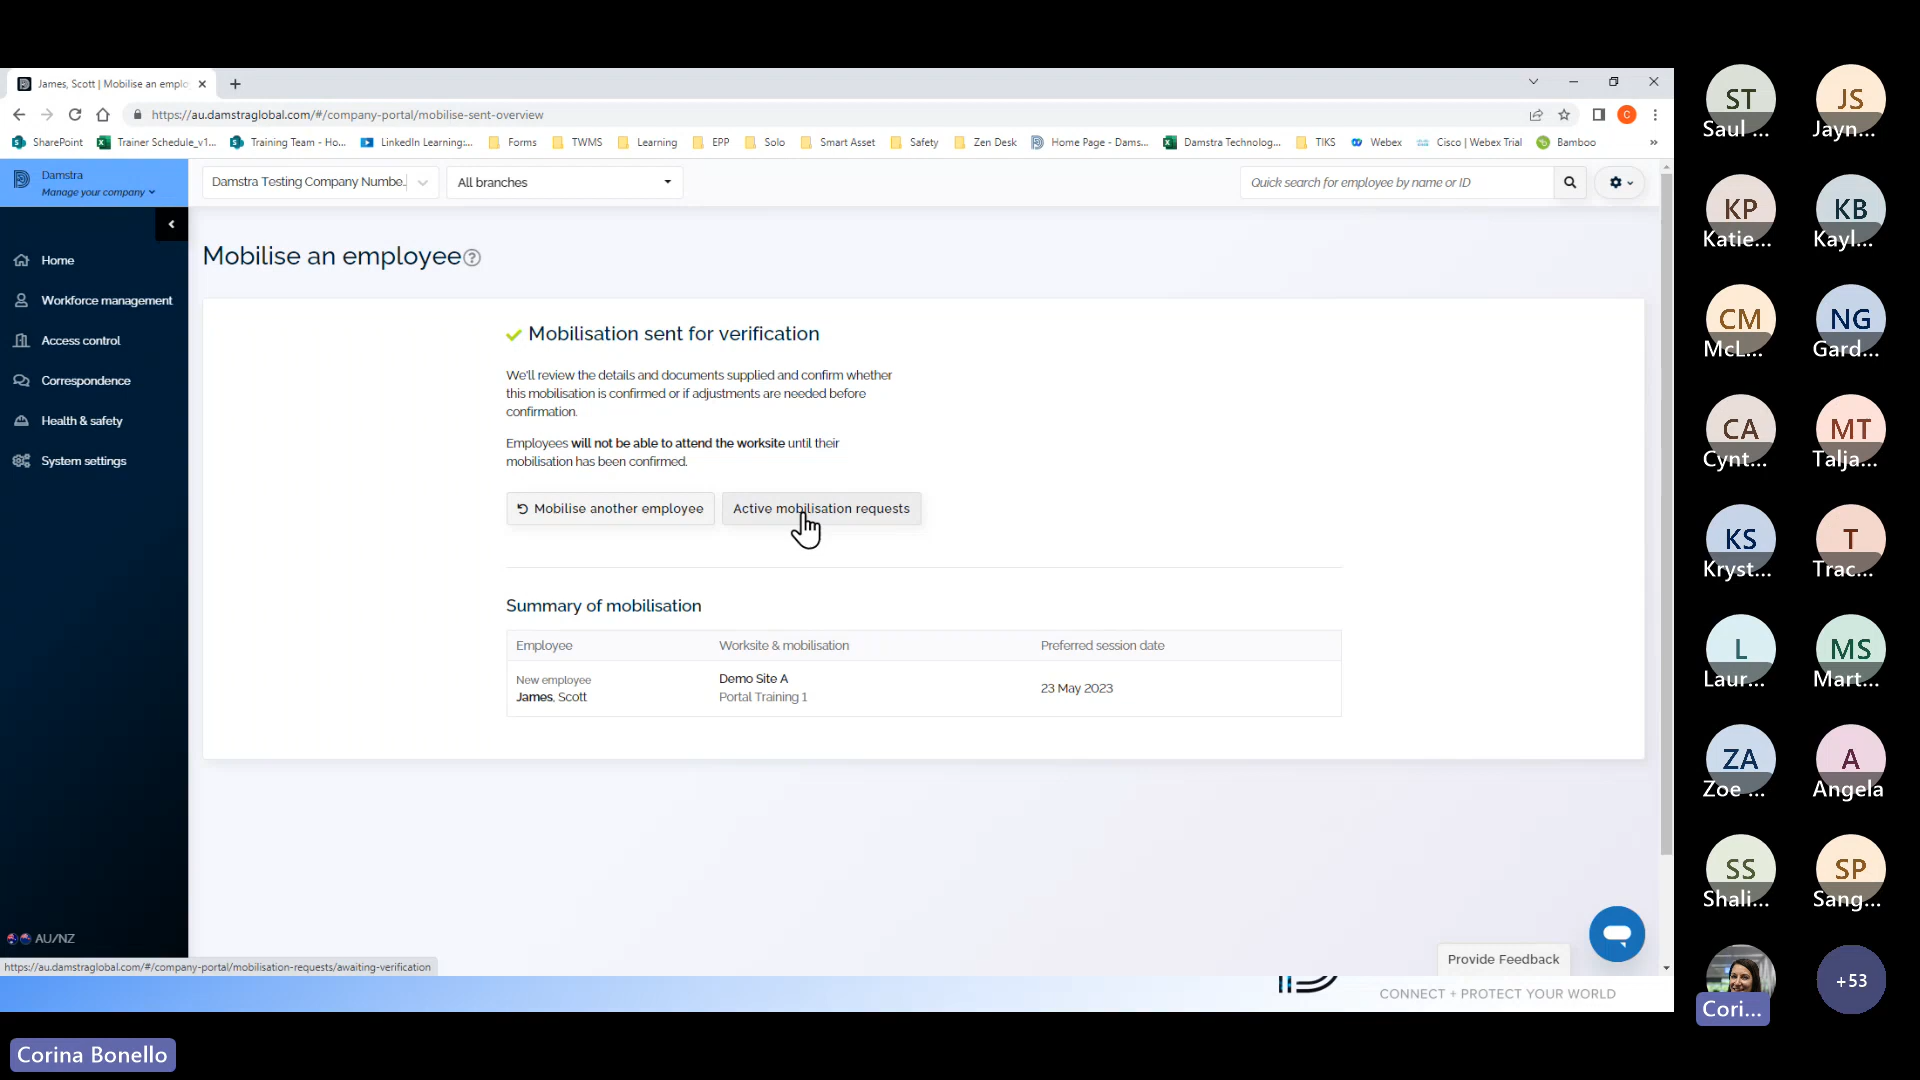 James, Scott | Mobilise an emplo
https://au.damstraglobal.com/#/company-portal/mobilise-sent-overview
C
SharePoint
Trainer Schedule_v1...
Training Team - Ho...
LinkedIn Learning:...
Forms
TWMS
Learning
EPP
Solo
Smart Asset
Safety
Zen Desk
Home Page - Dams...
Damstra Technolog...
TIKS
Webex
Cisco | Webex Trial
Bamboo
»
Damstra
Manage your company
Damstra Testing Company Numbe..
All branches
Quick search for employee by name or ID
Home
Workforce management
Access control
Correspondence
Health & safety
System settings
AU/NZ
Mobilise an employee
Mobilisation sent for verification
We'll review the details and documents supplied and confirm whether
this mobilisation is confirmed or if adjustments are needed before
confirmation.
Employees will not be able to attend the worksite until their
mobilisation has been confirmed.
Mobilise another employee
Active mobilisation requests
Summary of mobilisation
Employee
Worksite & mobilisation
Preferred session date
New employee
James, Scott
Demo Site A
Portal Training 1
23 May 2023
Provide Feedback
https://au.damstraglobal.com/#/company-portal/mobilisation-requests/awaiting-verification
CONNECT + PROTECT YOUR WORLD
Corina Bonello
ST
Saul ...
JS
Jayn...
KP
Katie...
KB
Kayl...
CM
McL...
NG
Gard...
CA
Cynt...
MT
Talja...
KS
Kryst...
T
Trac...
L
Laur...
MS
Mart...
ZA
Zoe ...
A
Angela
SS
Shali...
SP
Sang...
Cori...
+53